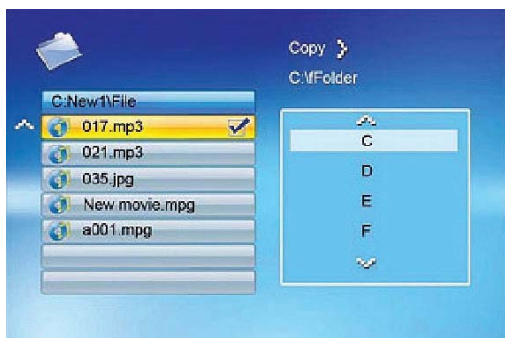 Copy
C:\fFolder
C:New1\File
017.mp3
021.mp3
035.jpg
New movie.mpg
a001.mpg
C
D
E
F